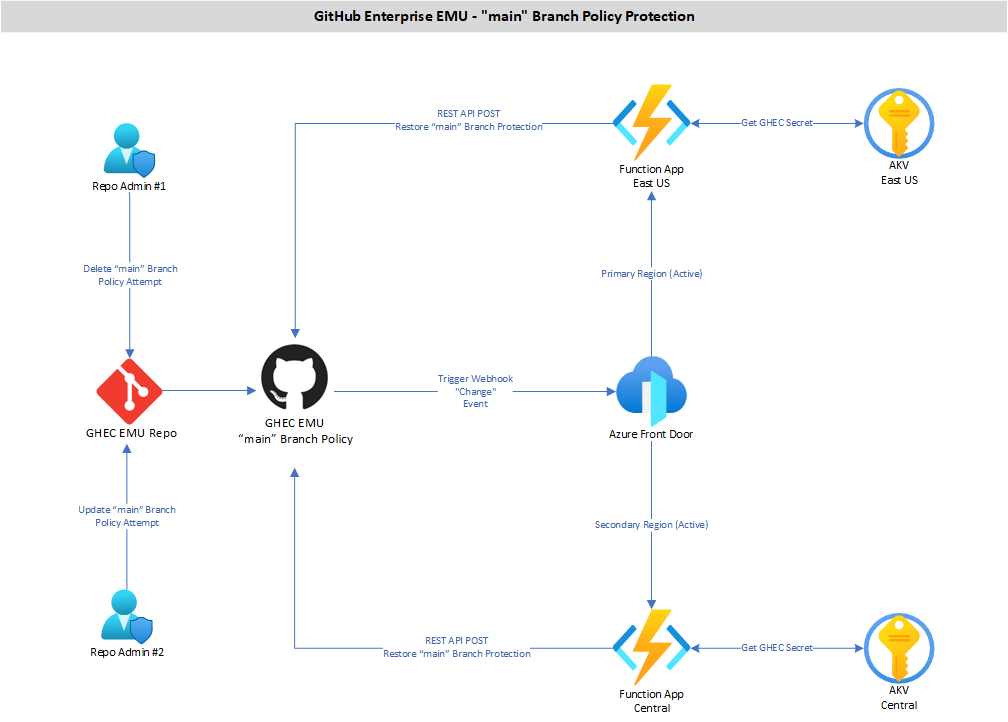 GitHub Enterprise EMU - "main" Branch Policy Protection
REST API POST
Restore “main” Branch Protection
Get GHEC Secret
Function App
East US
AKV
East US
Repo Admin #1
Delete “main” Branch
Policy Attempt
Primary Region (Active)
Trigger Webhook
"Change"
Event
GHEC EMU Repo
GHEC EMU
“main” Branch Policy
Azure Front Door
Update “main” Branch
Policy Attempt
Secondary Region (Active)
Repo Admin #2
REST API POST
Restore “main” Branch Protection
Get GHEC Secret
Function App
Central
AKV
Central